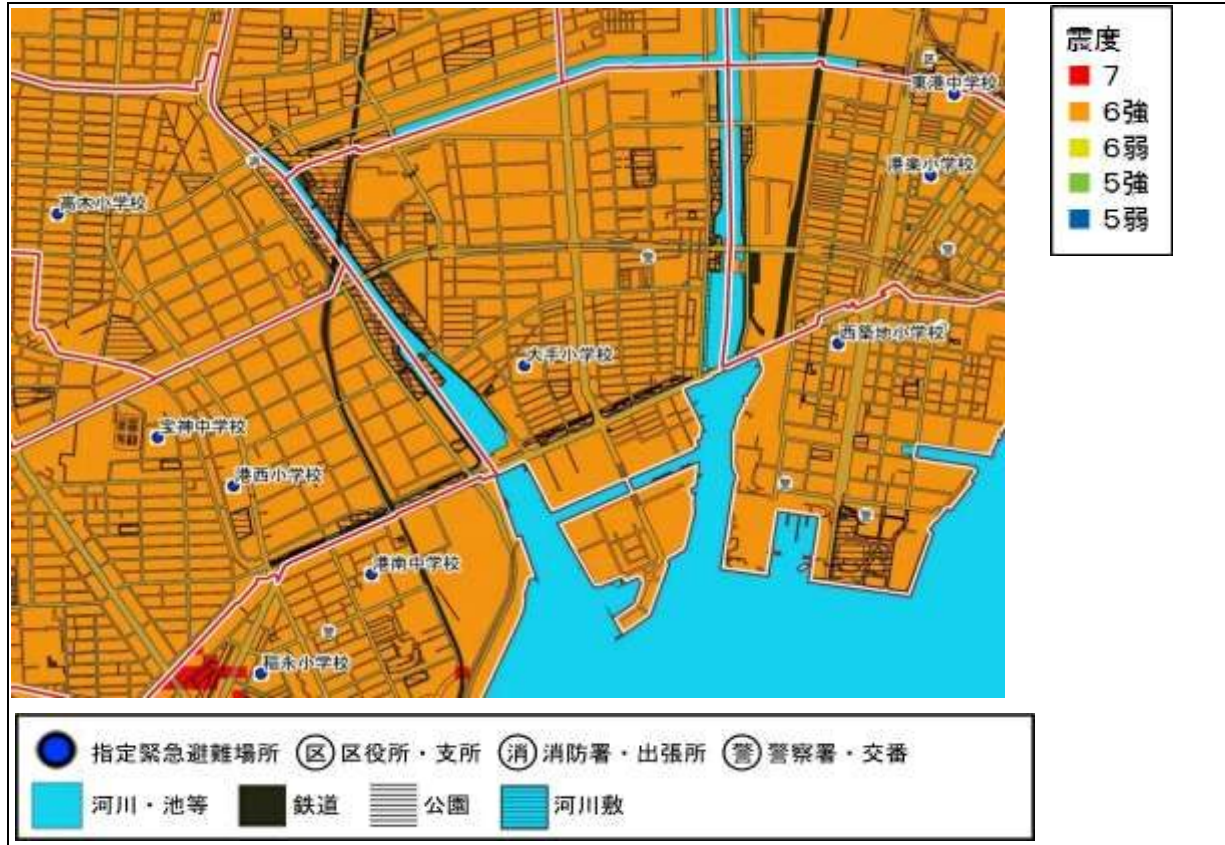 震度
7
6強
6弱
5強
5弱
区
東港中学校
港楽小学校
消
高木小学校
警
警
西築地小学校
大手小学校
宝神中学校
港西小学校
警
警
港南中学校
警
稲永小学校
指定緊急避難場所 区 区役所・支所 消 消防署・出張所 警 警察署・交番
河川・池等 鉄道 公園 河川敷